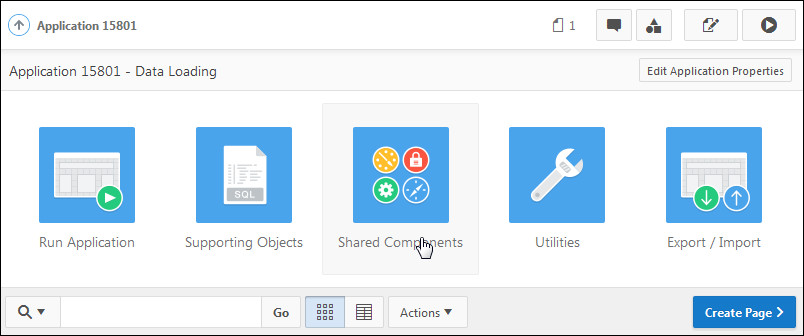 Application 15801
1
Application 15801 - Data Loading
Edit Application Properties
SQL
Run Application
Supporting Objects
Shared Components
Utilities
Export / Import
Go
Actions
Create Page